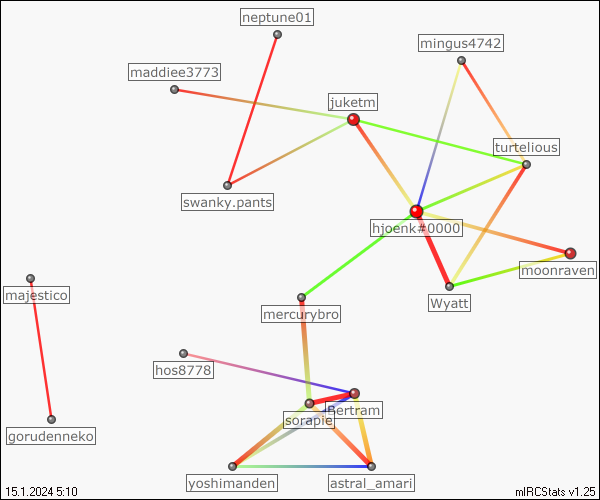 neptune01
mingus4742
maddiee3773
juketm
turtelious
swanky.pants
hjoenk#0000
moonraven
majestico
Wyatt
mercurybro
hos8778
Bertram
sorapie
gorudenneko
yoshimanden
astral_amari
15.1.2024 5:10
mIRCStats v1.25